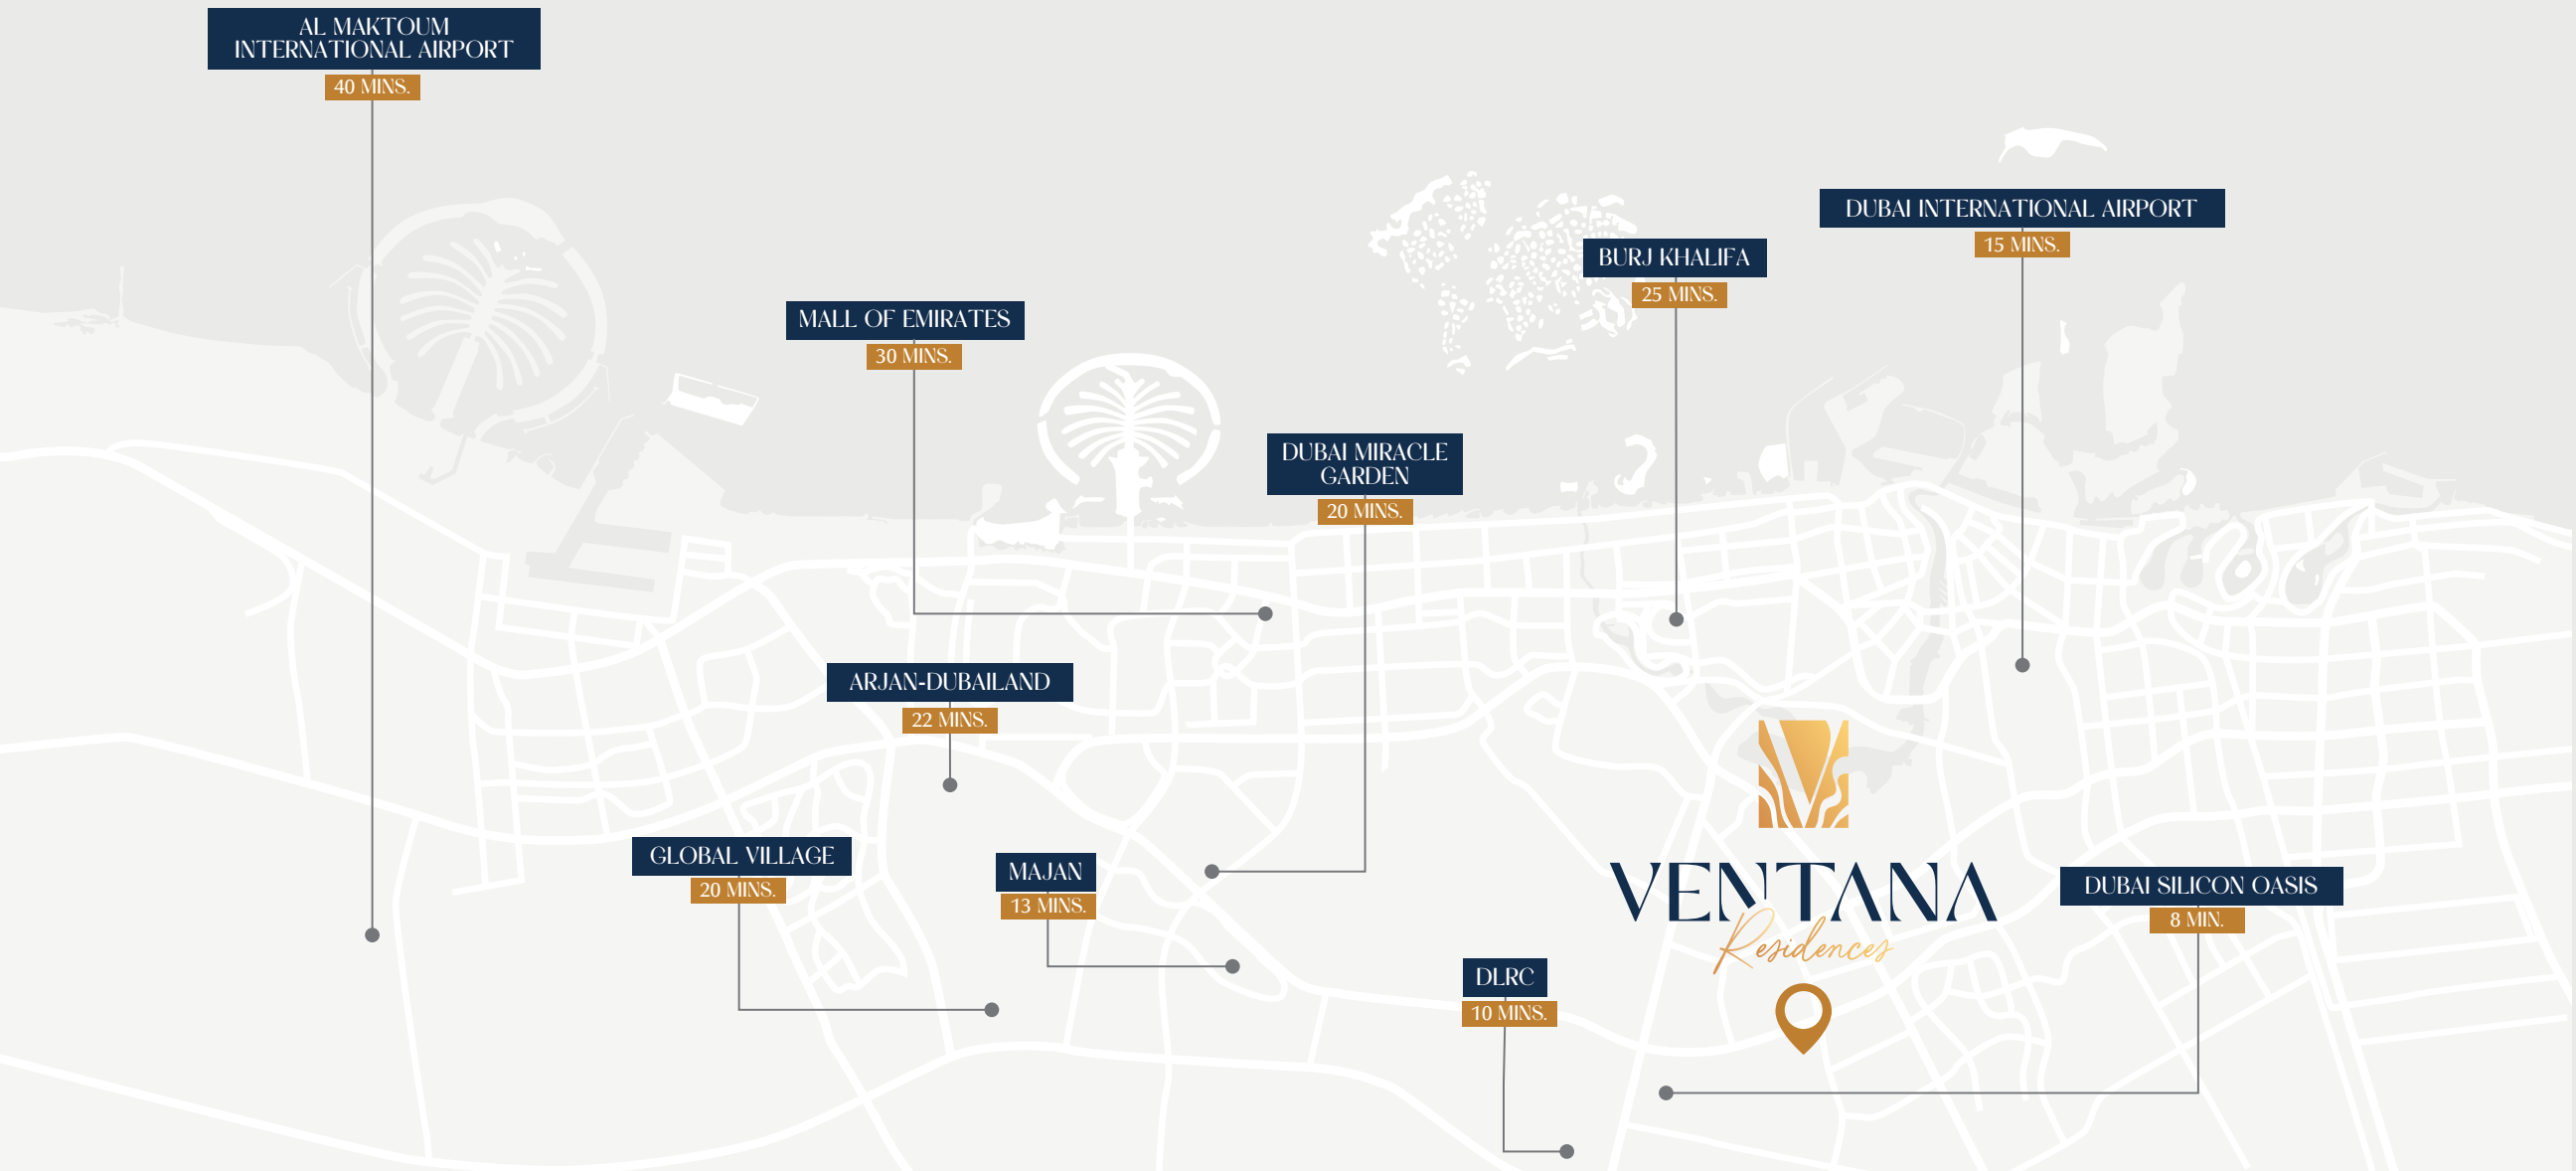 AL MAKTOUM
INTERNATIONAL AIRPORT
40 MINS.
DUBAI INTERNATIONAL AIRPORT
15 MINS.
BURJ KHALIFA
25 MINS.
MALL OF EMIRATES
30 MINS.
DUBAI MIRACLE
GARDEN
20 MINS.
ARJAN-DUBAILAND
22 MINS.
GLOBAL VILLAGE
20 MINS.
MAJAN
13 MINS.
VENTANA
Residences
DUBAI SILICON OASIS
8 MIN.
DLRC
10 MINS.